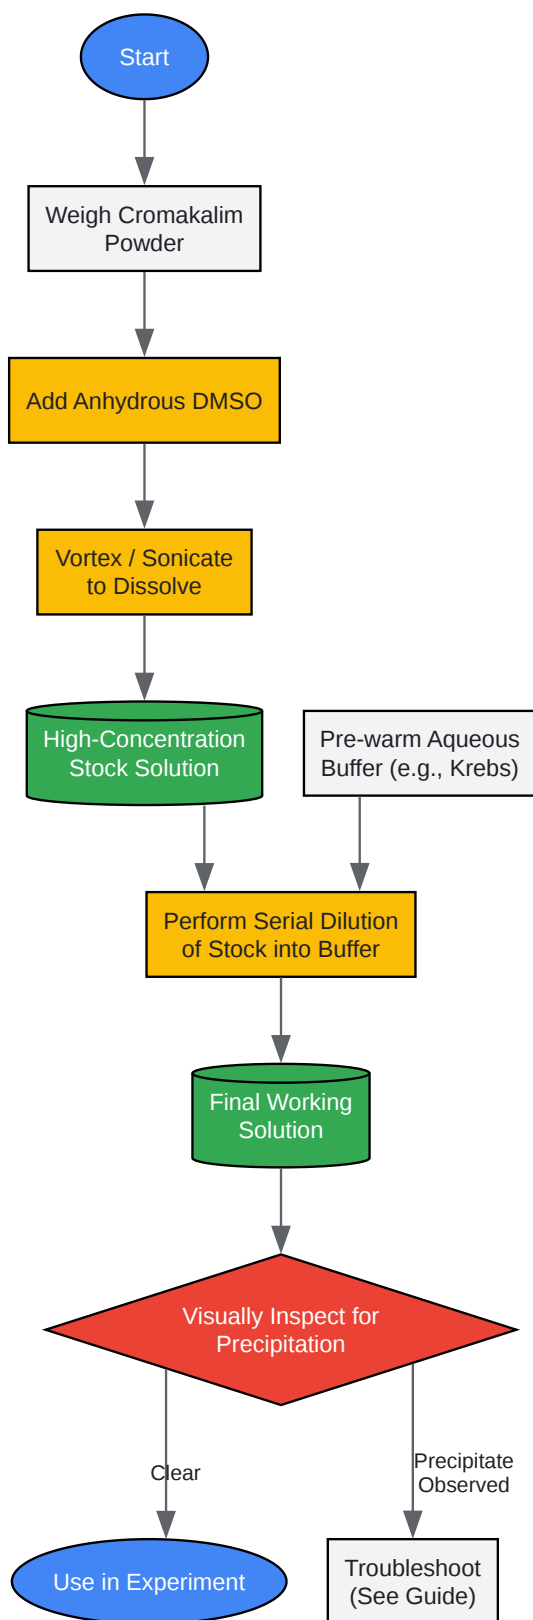 Start
Weigh Cromakalim
Powder
Add Anhydrous DMSO
Vortex / Sonicate
to Dissolve
High-Concentration
Stock Solution
Pre-warm Aqueous
Buffer (e.g., Krebs)
Perform Serial Dilution
of Stock into Buffer
Final Working
Solution
Visually Inspect for
Precipitation
Clear
Precipitate
Observed
Use in Experiment
Troubleshoot
(See Guide)